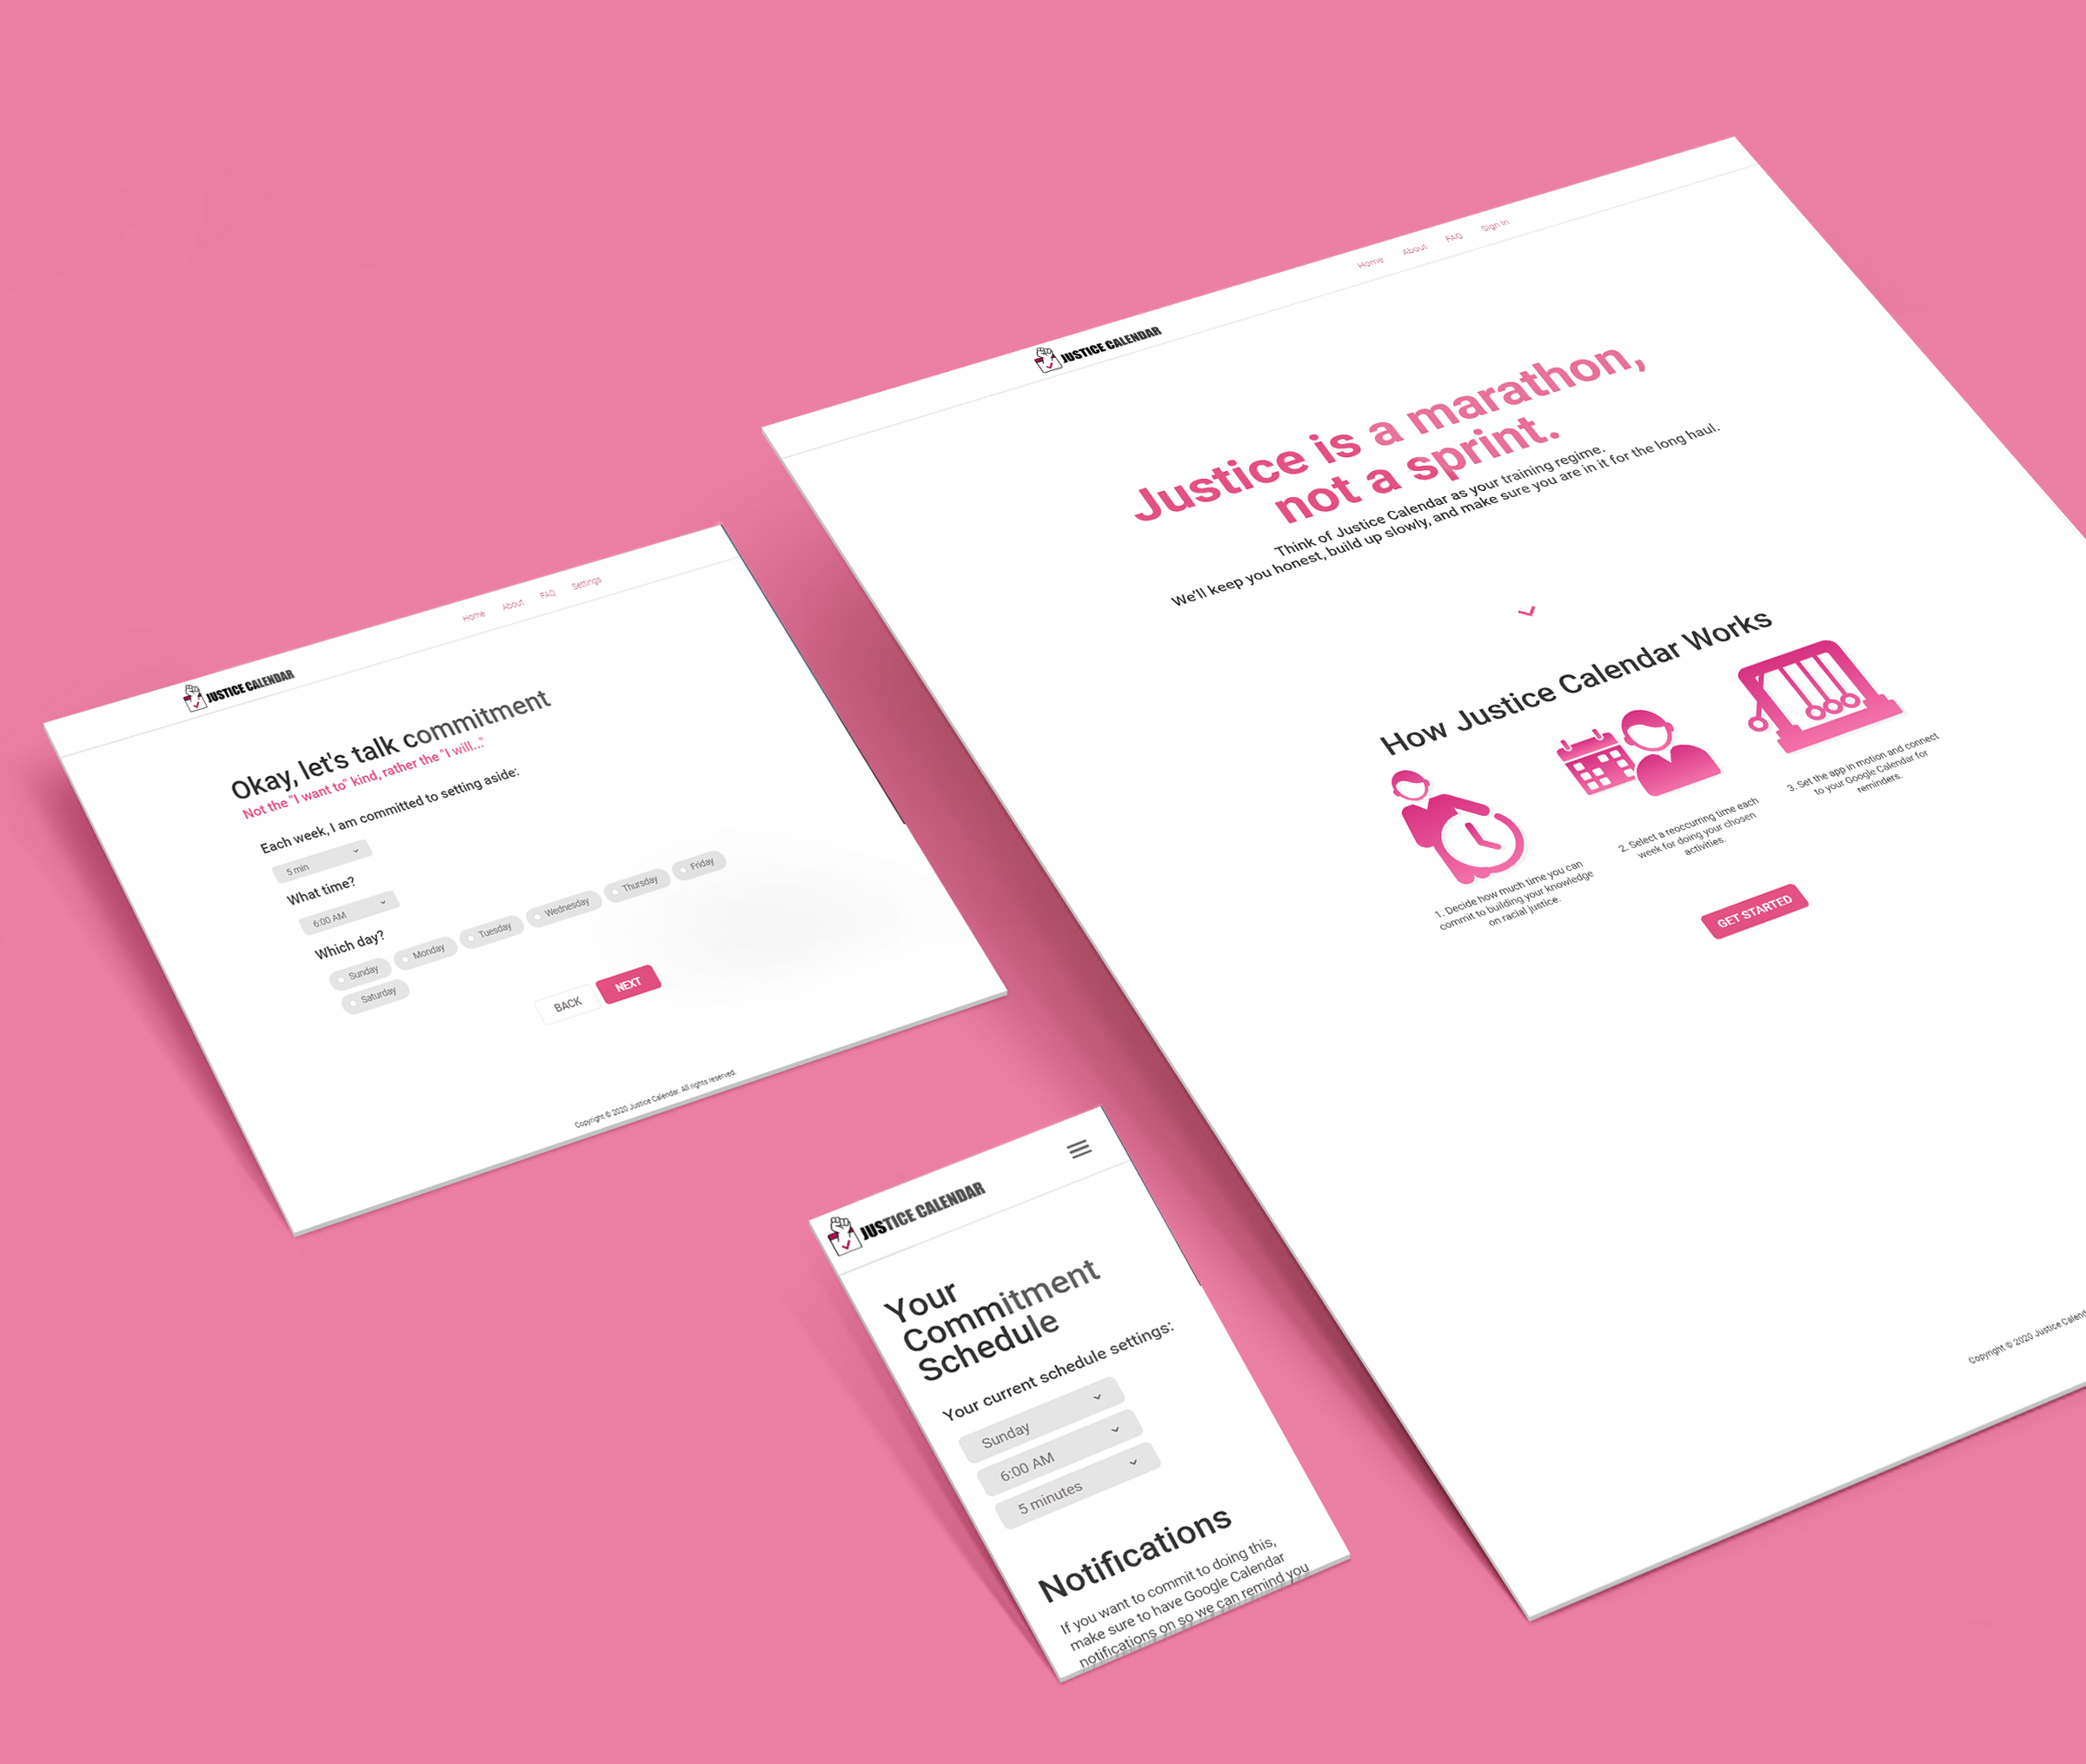 Home About FAQ Settings
JUSTICE CALENDAR
Okay, let's talk commitment
Not the "I want to" kind, rather the "I will..."
Each week, I am committed to setting aside:
5 min
What time?
6:00 AM
Which day?
Sunday Monday Tuesday Wednesday Thursday Friday
Saturday
BACK NEXT
Copyright © 2020 Justice Calendar. All rights reserved.
Home About FAQ Sign In
JUSTICE CALENDAR
Justice is a marathon,
not a sprint.
Think of Justice Calendar as your training regime.
We'll keep you honest, build up slowly, and make sure you are in it for the long haul.
How Justice Calendar Works
1. Decide how much time you can
commit to building your knowledge
on racial justice.
2. Select a reoccurring time each
week for doing your chosen
activities.
3. Set the app in motion and connect
to your Google Calendar for
reminders.
GET STARTED
Copyright © 2020 Justice Calend
JUSTICE CALENDAR
Your
Commitment
Schedule
Your current schedule settings:
Sunday
6:00 AM
5 minutes
Notifications
If you want to commit to doing this,
make sure to have Google Calendar
notifications on so we can remind you